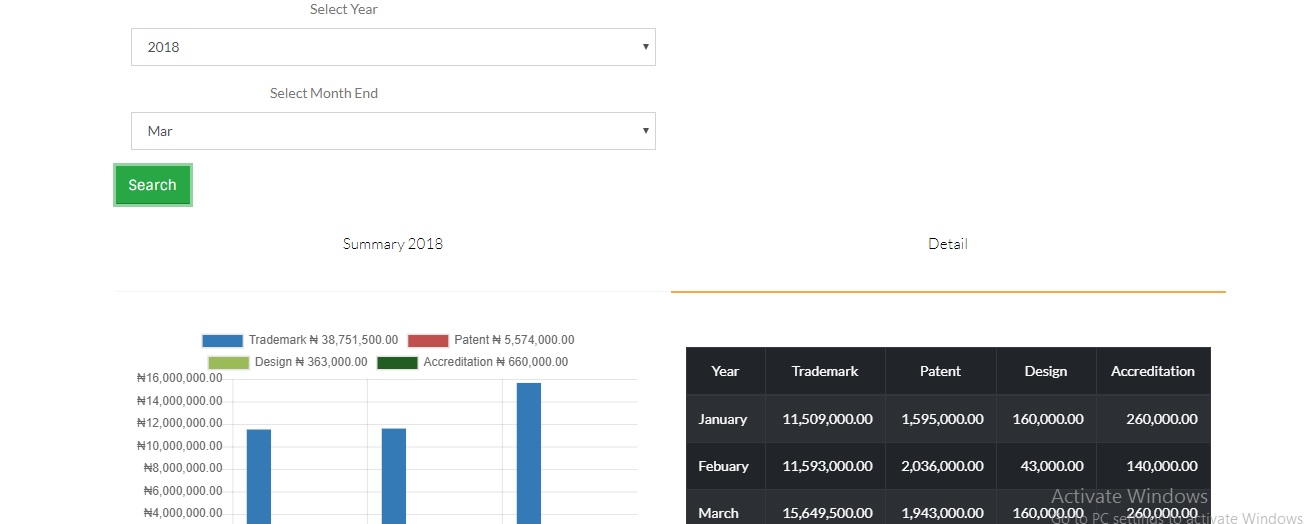 Select Year
2018
Select Month End
Mar
Search
Summary 2018
Detail
Trademark ₦ 38,751,500.00 Patent ₦ 5,574,000.00
Design ₦ 363,000.00 Accreditation ₦ 660,000.00
₦16,000,000.00
₦14,000,000.00
₦12,000,000.00
₦10,000,000.00
₦8,000,000.00
₦6,000,000.00
₦4,000,000.00
Year Trademark Patent Design Accreditation
January 11,509,000.00 1,595,000.00 160,000.00 260,000.00
Febuary 11,593,000.00 2,036,000.00 43,000.00 140,000.00
March 15,649,500.00 1,943,000.00 160,000.00 260,000.00
Activate Windows
Go to PC settings to activate Windows